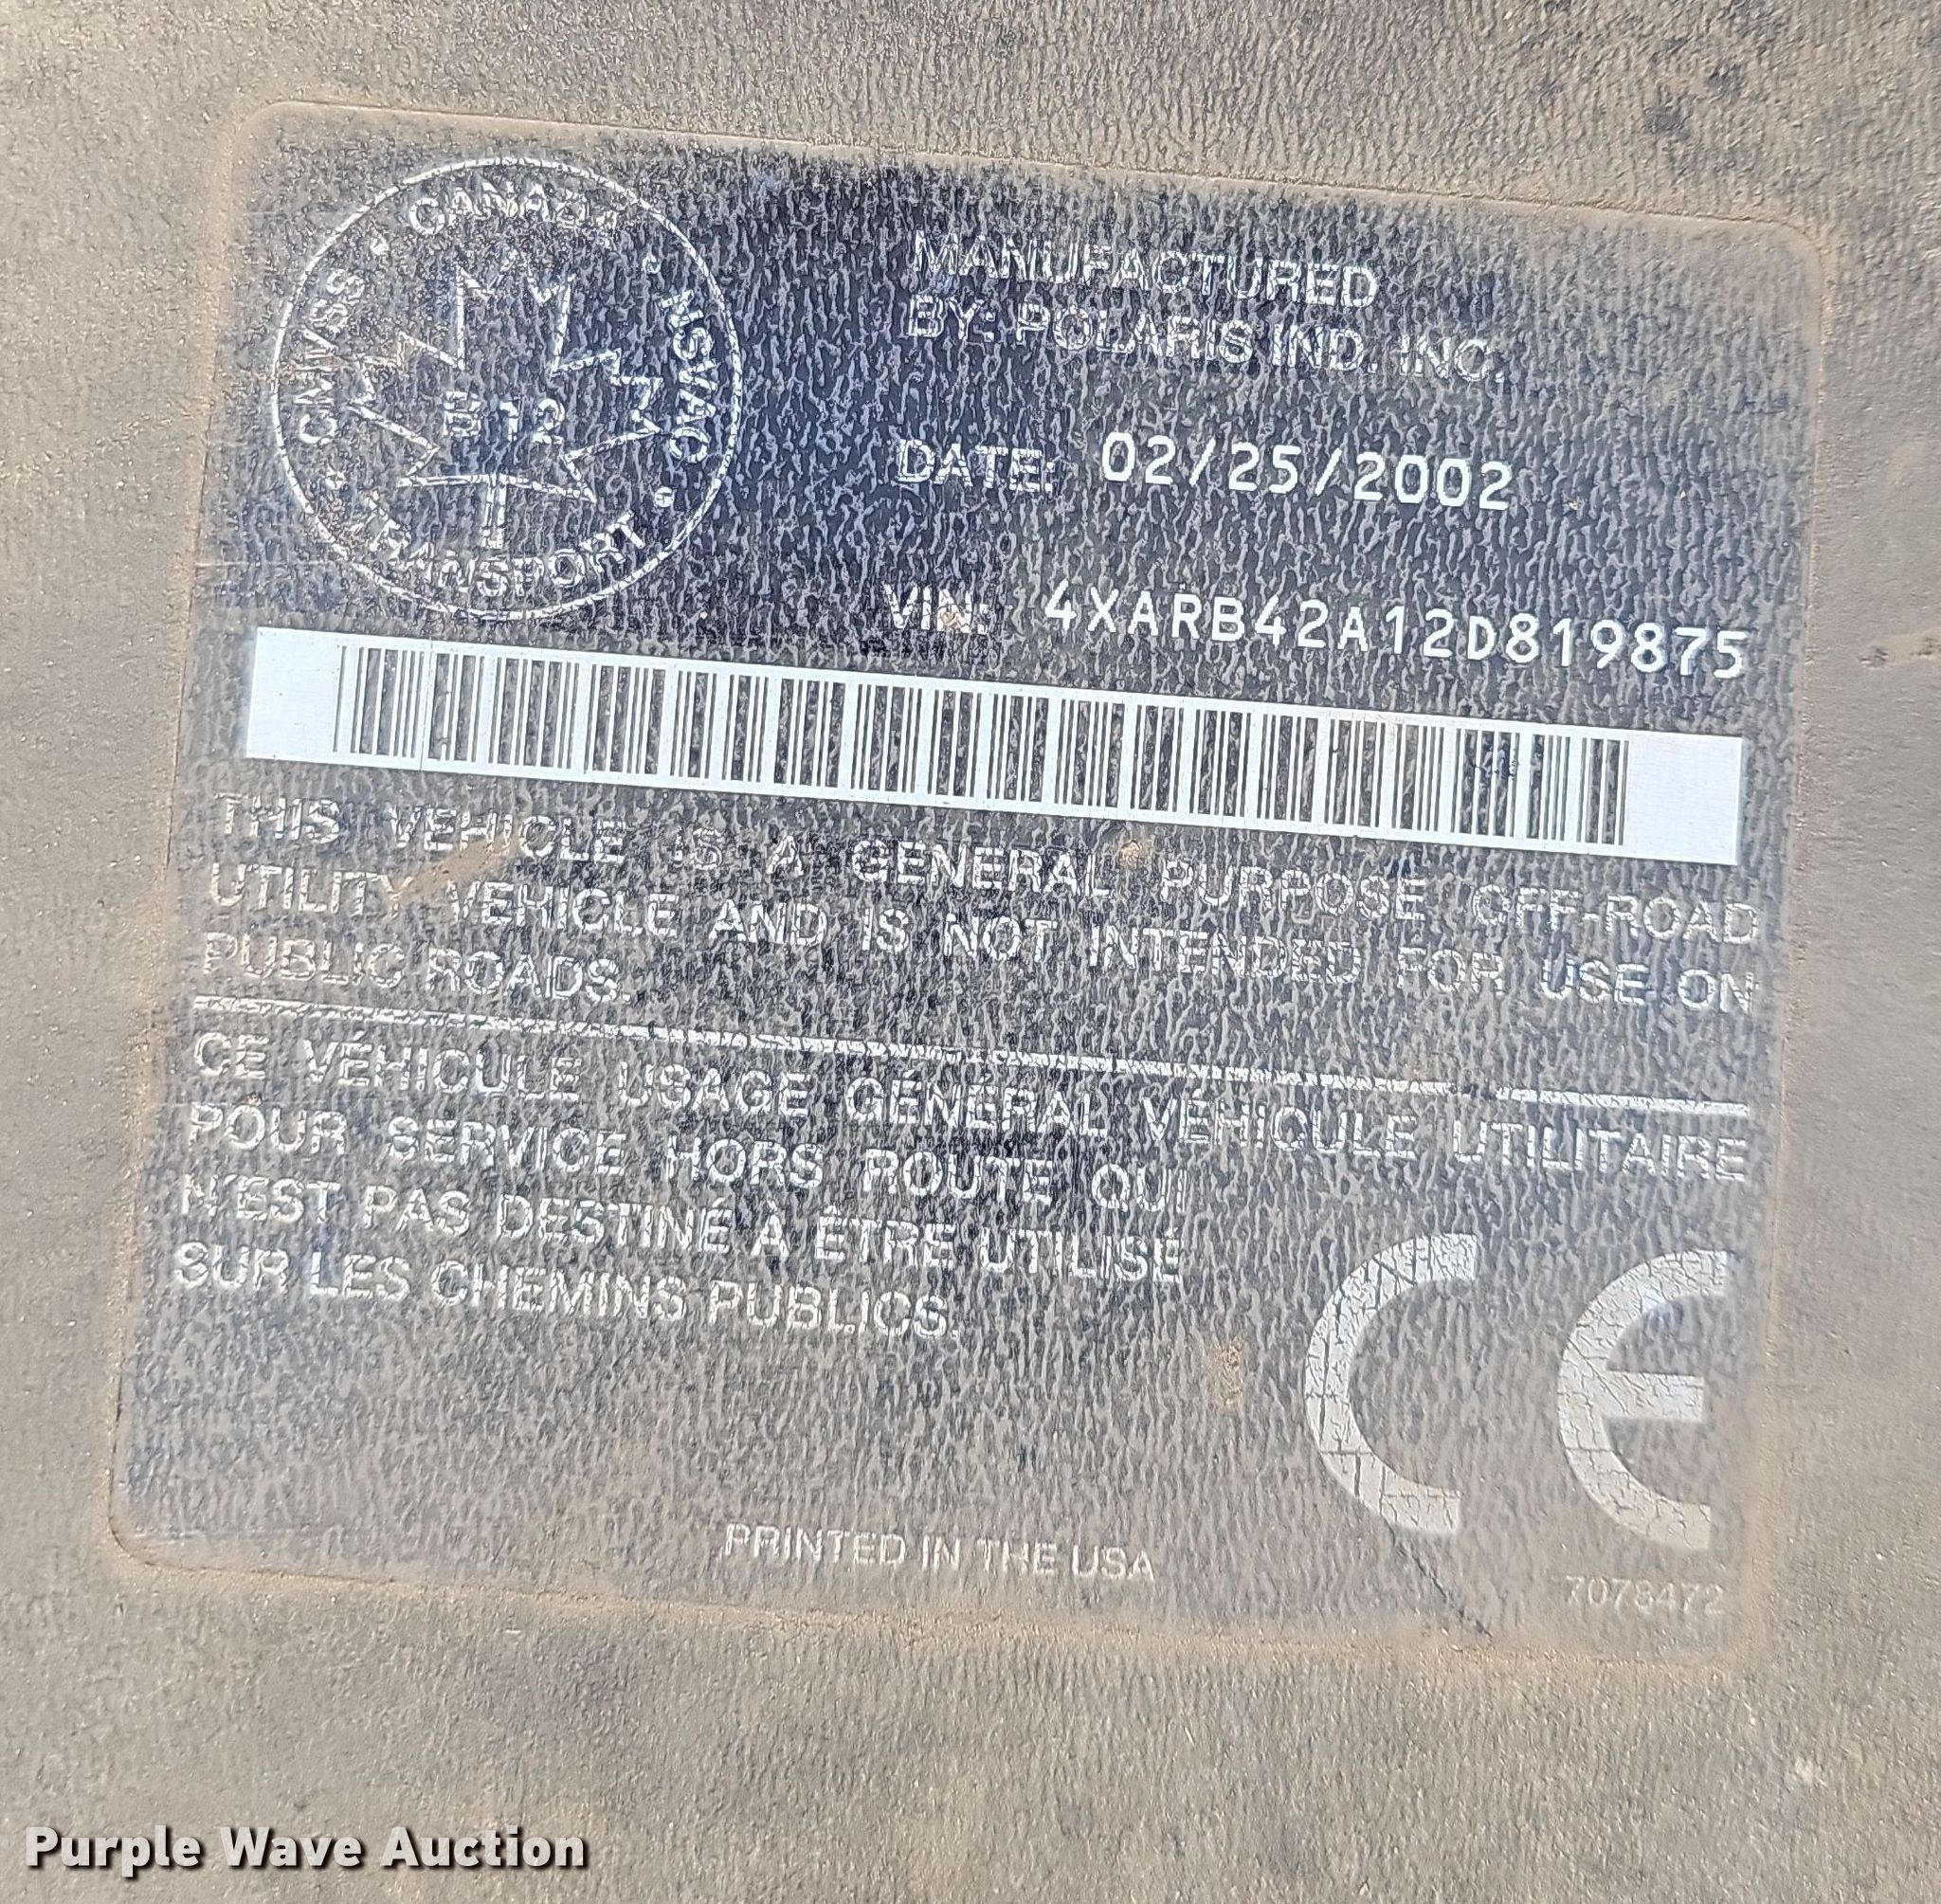 CANADA • NSVAC • TRANSPORT • CMVSS •
B 12
MANUFACTURED
BY: POLARIS IND. INC.
DATE: 02/25/2002
VIN: 4XARB42A12D819875
THIS VEHICLE IS A GENERAL PURPOSE OFF-ROAD
UTILITY VEHICLE AND IS NOT INTENDED FOR USE ON
PUBLIC ROADS.
CE VÉHICULE USAGE GÉNÉRAL VÉHICULE UTILITAIRE
POUR SERVICE HORS ROUTE QUI
N'EST PAS DESTINÉ À ÊTRE UTILISÉ
SUR LES CHEMINS PUBLICS.
CE
PRINTED IN THE USA
7078472
Purple Wave Auction